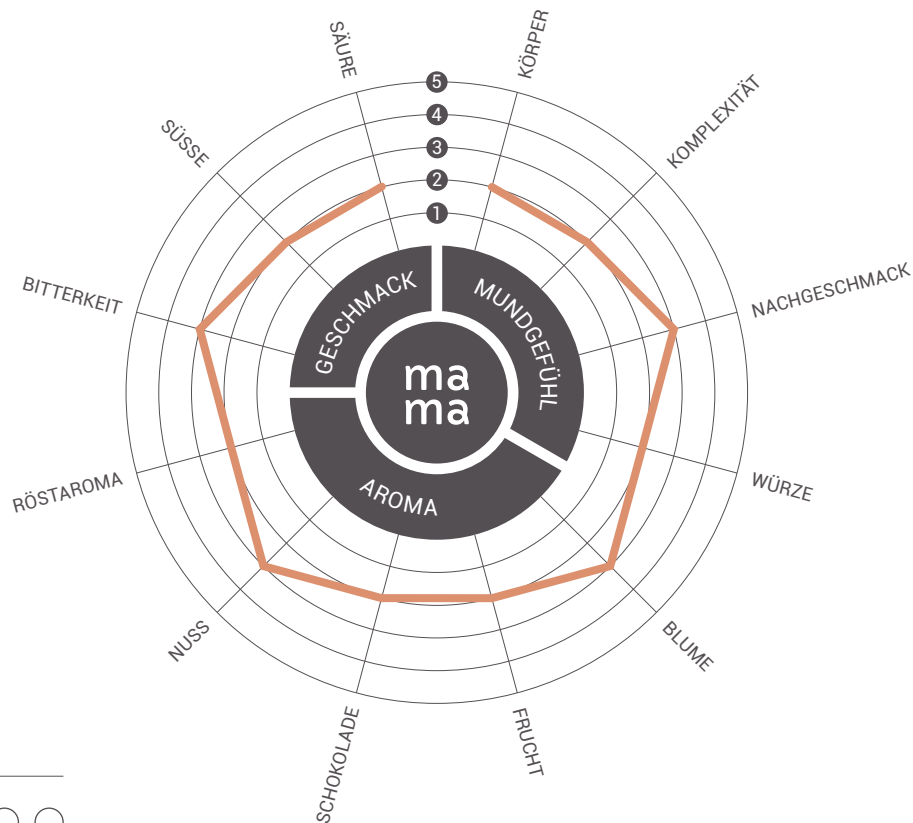 SÄURE
KÖRPER
SÜSSE
KOMPLEXITÄT
5
4
3
2
1
BITTERKEIT
NACHGESCHMACK
GESCHMACK
MUNDGEFÜHL
ma
ma
AROMA
RÖSTAROMA
WÜRZE
NUSS
BLUME
SCHOKOLADE
FRUCHT